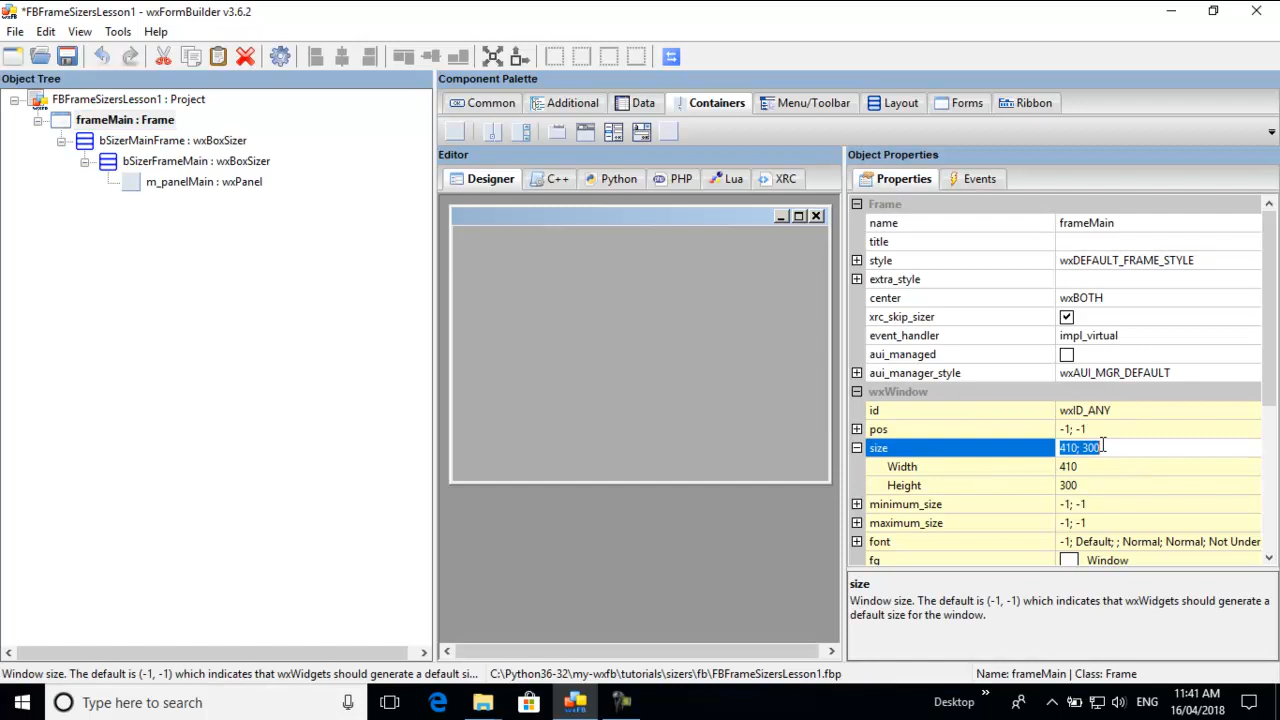 *FBFrameSizersLesson1 - wxFormBuilder v3.6.2
File Edit View Tools Help
Object Tree
FBFrameSizersLesson1 : Project
frameMain : Frame
bSizerMainFrame : wxBoxSizer
bSizerFrameMain : wxBoxSizer
m_panelMain : wxPanel
Component Palette
Common Additional Data Containers Menu/Toolbar Layout Forms Ribbon
Editor
Designer C++ Python PHP Lua XRC
Object Properties
Properties Events
Frame
name frameMain
title
style wxDEFAULT_FRAME_STYLE
extra_style
center wxBOTH
xrc_skip_sizer
event_handler impl_virtual
aui_managed
aui_manager_style wxAUI_MGR_DEFAULT
wxWindow
id wxID_ANY
pos -1; -1
size 410; 300
Width 410
Height 300
minimum_size -1; -1
maximum_size -1; -1
font -1; Default; ; Normal; Normal; Not Under
fg Window
size
Window size. The default is (-1, -1) which indicates that wxWidgets should generate a
default size for the window.
Window size. The default is (-1, -1) which indicates that wxWidgets should generate a default si... C:\Python36-32\my-wxfb\tutorials\sizers\fb\FBFrameSizersLesson1.fbp Name: frameMain | Class: Frame
Type here to search Desktop ENG 11:41 AM
16/04/2018